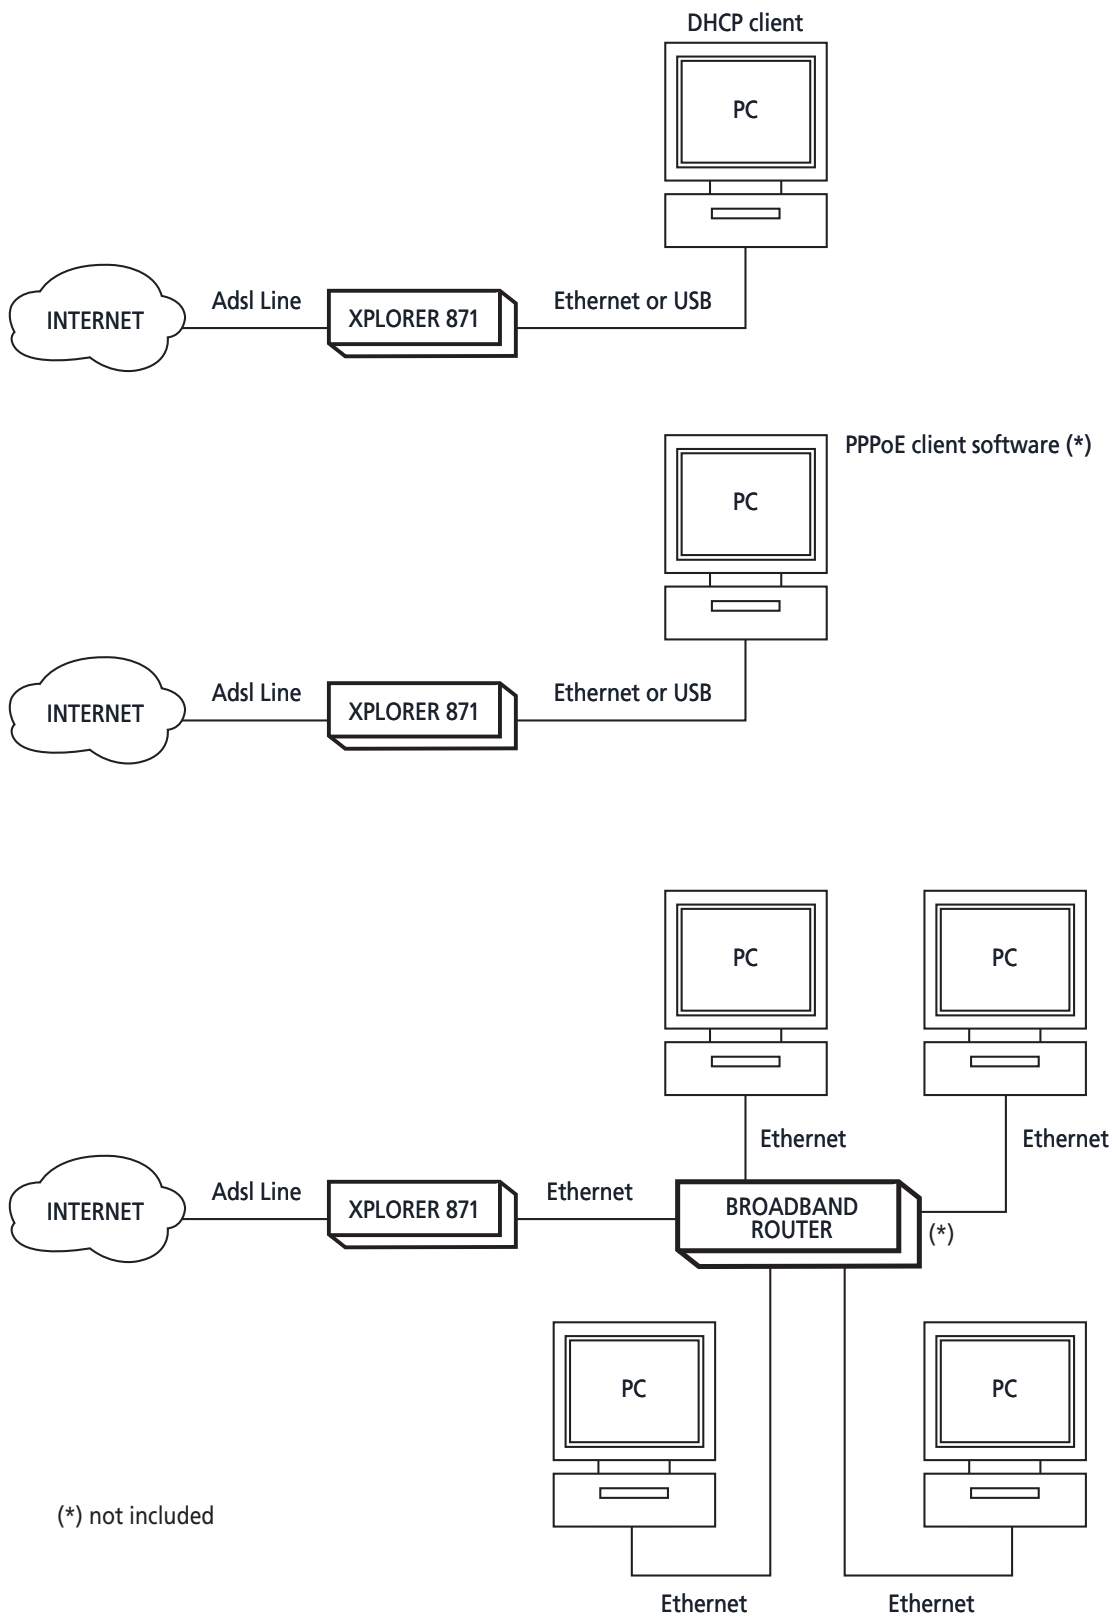 DHCP client
PC
INTERNET
Adsl Line
XPLORER 871
Ethernet or USB
PPPoE client software (*)
PC
INTERNET
Adsl Line
XPLORER 871
Ethernet or USB
PC
PC
Ethernet
Ethernet
INTERNET
Adsl Line
XPLORER 871
Ethernet
BROADBAND
ROUTER
(*)
PC
PC
(*) not included
Ethernet
Ethernet